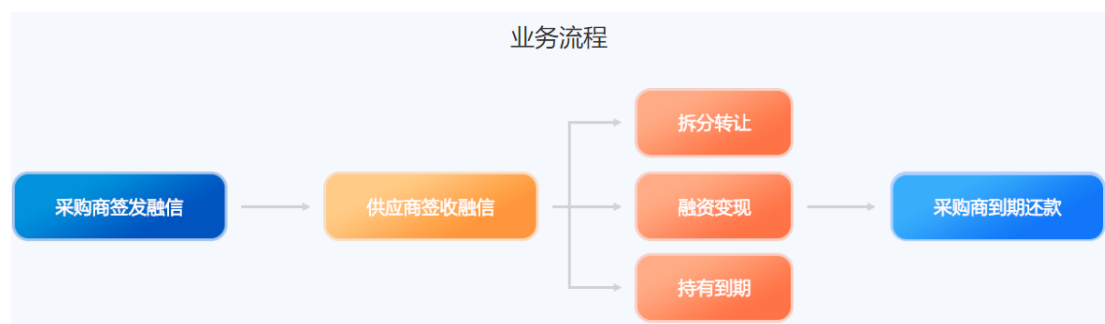 业务流程
采购商签发融信
供应商签收融信
拆分转让
融资变现
持有到期
采购商到期还款